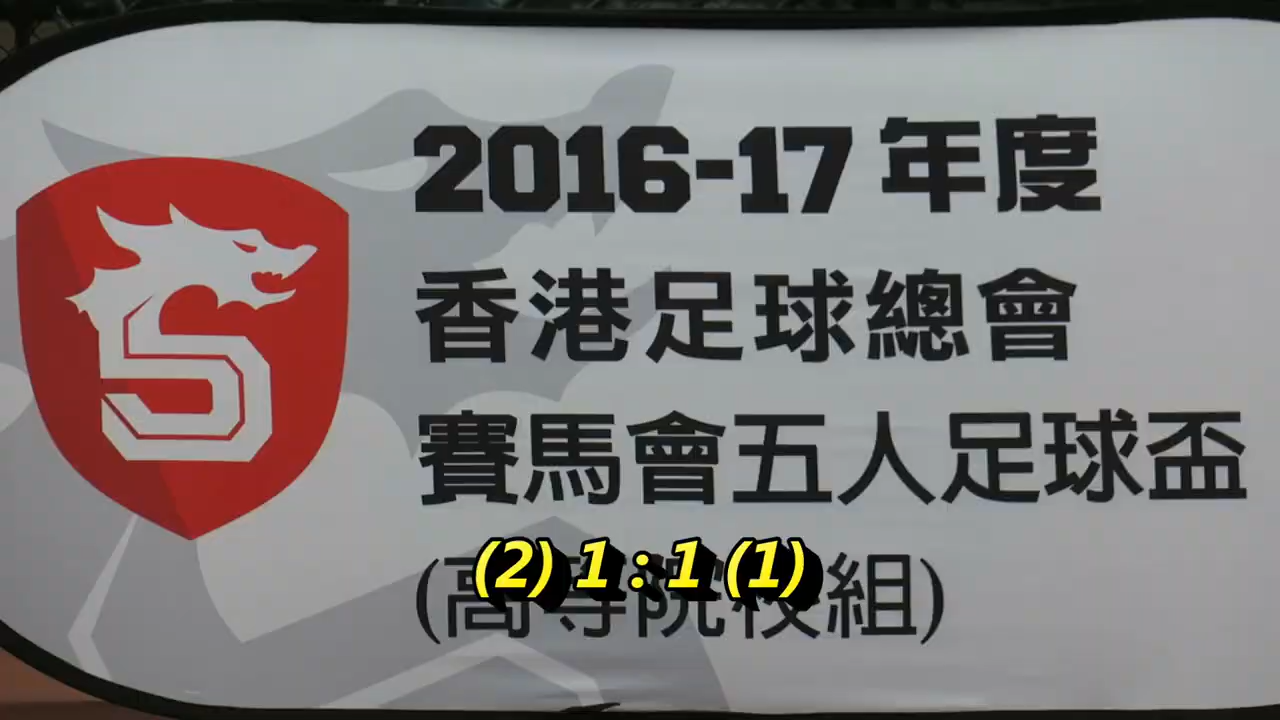 2016-17 年度
香港足球總會
賽馬會五人足球盃
(高等院校組)
(2) 1 : 1 (1)
5